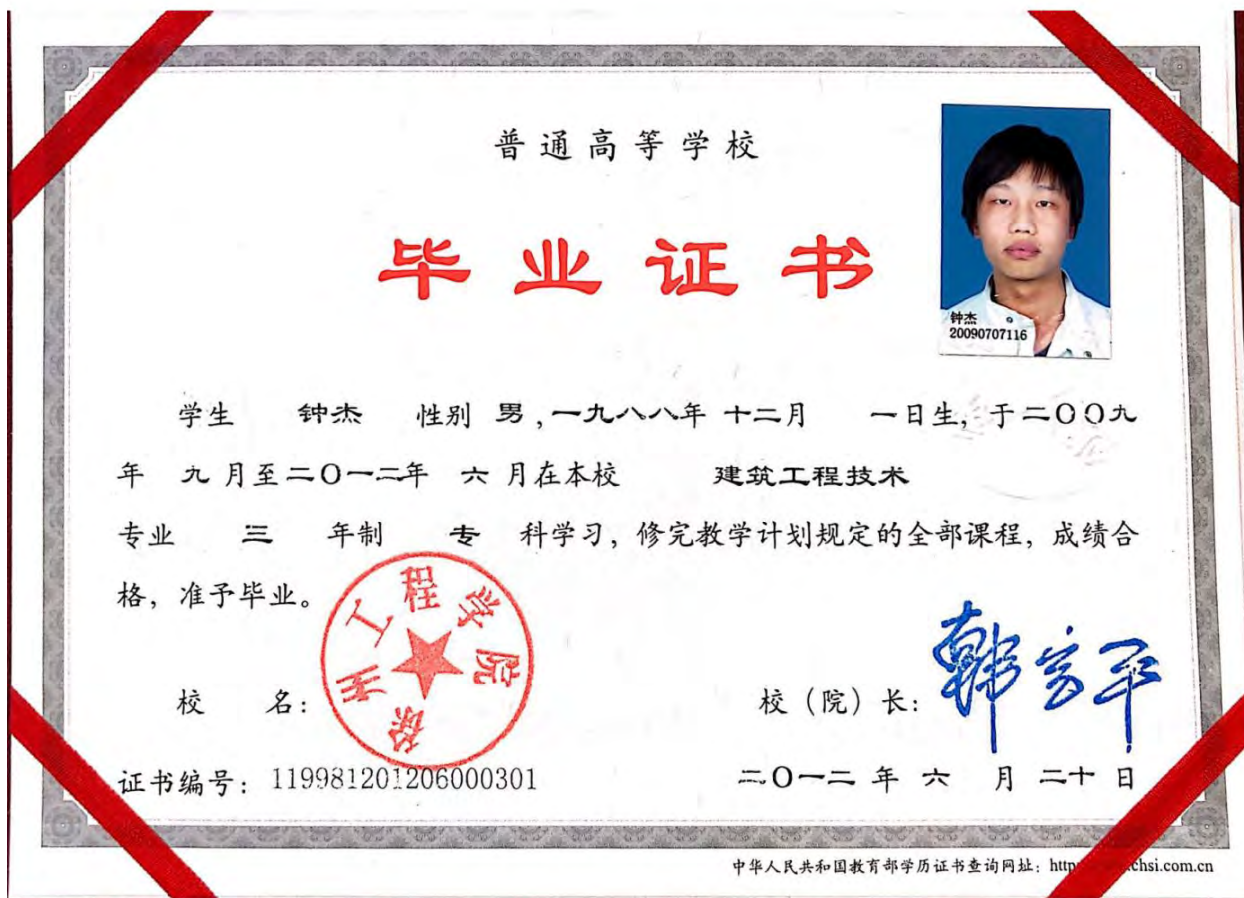 普通高等学校
毕业证书
钟杰
20090707116
学生 钟杰 性别 男，一九八八年 十二月 一日生，于二〇〇九
年 九 月至二〇一二年 六 月在本校 建筑工程技术
专业 三 年制 专 科学习，修完教学计划规定的全部课程，成绩合
格，准予毕业。
徐州工程学院
校 名： 校（院）长：
证书编号：119981201206000301 二〇一二 年 六 月 二十 日
中华人民共和国教育部学历证书查询网址：http chsi.com.cn